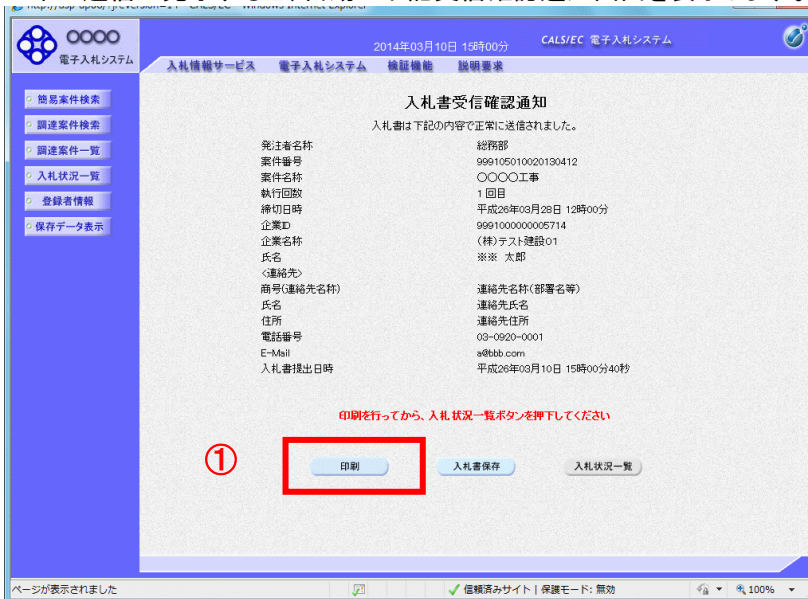 CALS/EC - Windows Internet Explorer
OOOO
電子入札システム
2014年03月10日 15時00分
CALS/EC 電子入札システム
入札情報サービス 電子入札システム 検証機能 説明要求
簡易案件検索
調達案件検索
調達案件一覧
入札状況一覧
登録者情報
保存データ表示
入札書受信確認通知
入札書は下記の内容で正常に送信されました。
発注者名称 総務部
案件番号 999105010020130412
案件名称 〇〇〇〇工事
執行回数 1回目
締切日時 平成26年03月28日 12時00分
企業ID 9991000000005714
企業名称 (株)テスト建設01
氏名 ※※ 太郎
<連絡先>
商号(連絡先名称) 連絡先名称(部署名等)
氏名 連絡先氏名
住所 連絡先住所
電話番号 03-0920-0001
E-Mail a@bbb.com
入札書提出日時 平成26年03月10日 15時00分40秒
印刷を行ってから、入札状況一覧ボタンを押下してください
①
印刷 入札書保存 入札状況一覧
ページが表示されました 信頼済みサイト | 保護モード: 無効 100%